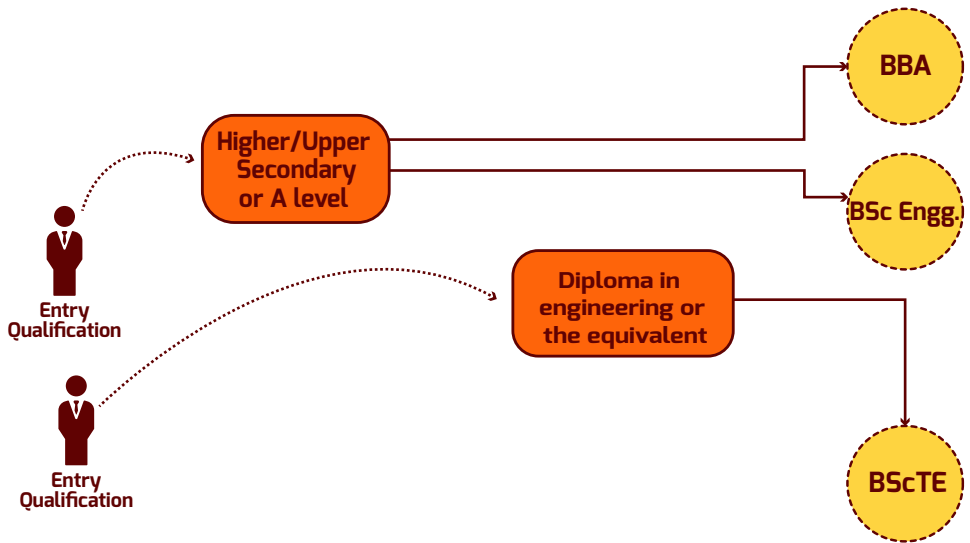 BBA
Higher/Upper
Secondary
or A level
BSc Engg.
Entry
Qualification
Diploma in
engineering or
the equivalent
Entry
Qualification
BScTE